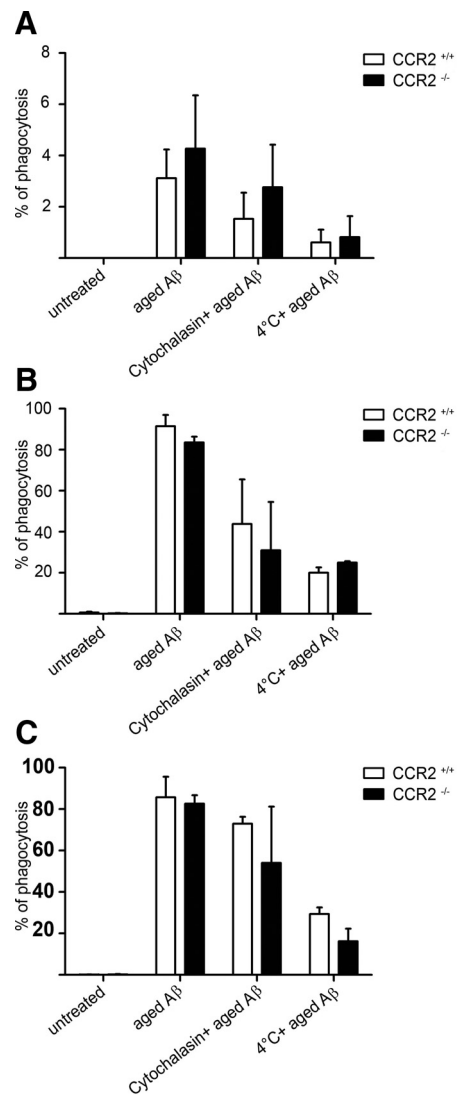 A
8
6
4
2
% of phagocytosis
CCR2 +/+
CCR2 -/-
untreated
aged Aβ
Cytochalasin+ aged Aβ
4°C+ aged Aβ
B
100
80
60
40
20
% of phagocytosis
CCR2 +/+
CCR2 -/-
untreated
aged Aβ
Cytochalasin+ aged Aβ
4°C+ aged Aβ
C
100
80
60
40
20
% of phagocytosis
CCR2 +/+
CCR2 -/-
untreated
aged Aβ
Cytochalasin+ aged Aβ
4°C+ aged Aβ